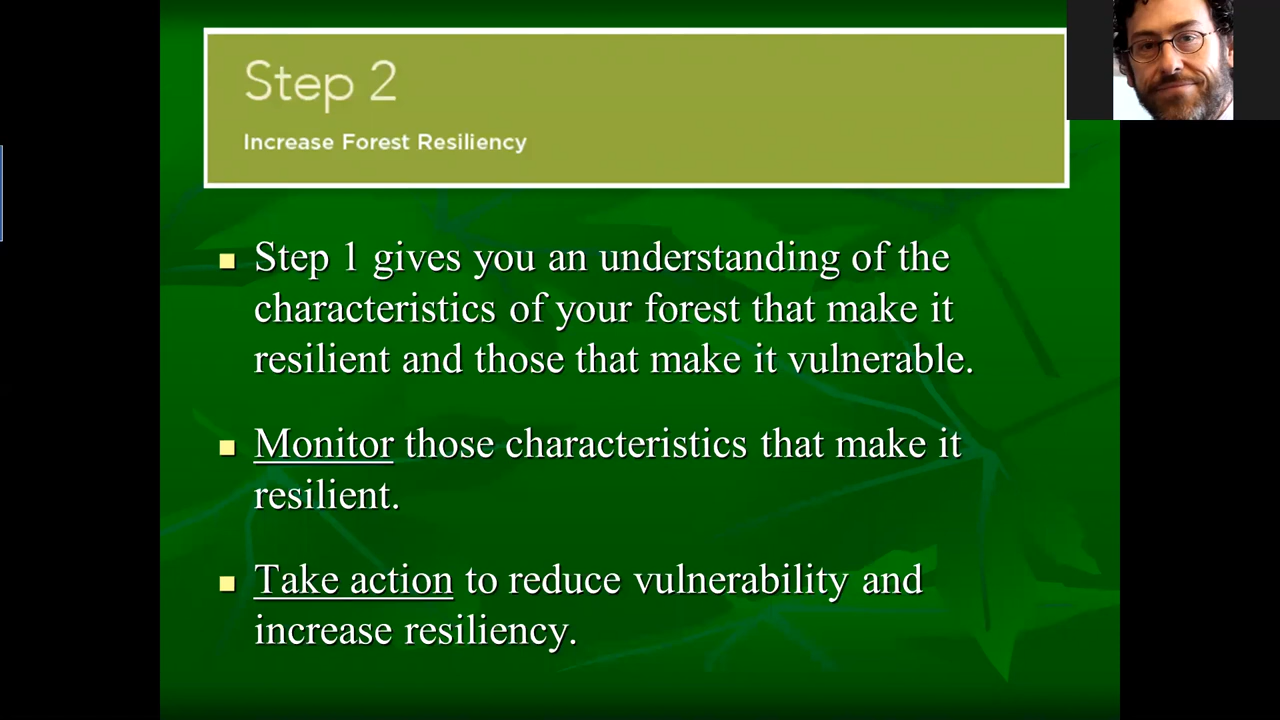 Step 2
Increase Forest Resiliency
Step 1 gives you an understanding of the
characteristics of your forest that make it
resilient and those that make it vulnerable.
Monitor those characteristics that make it
resilient.
Take action to reduce vulnerability and
increase resiliency.